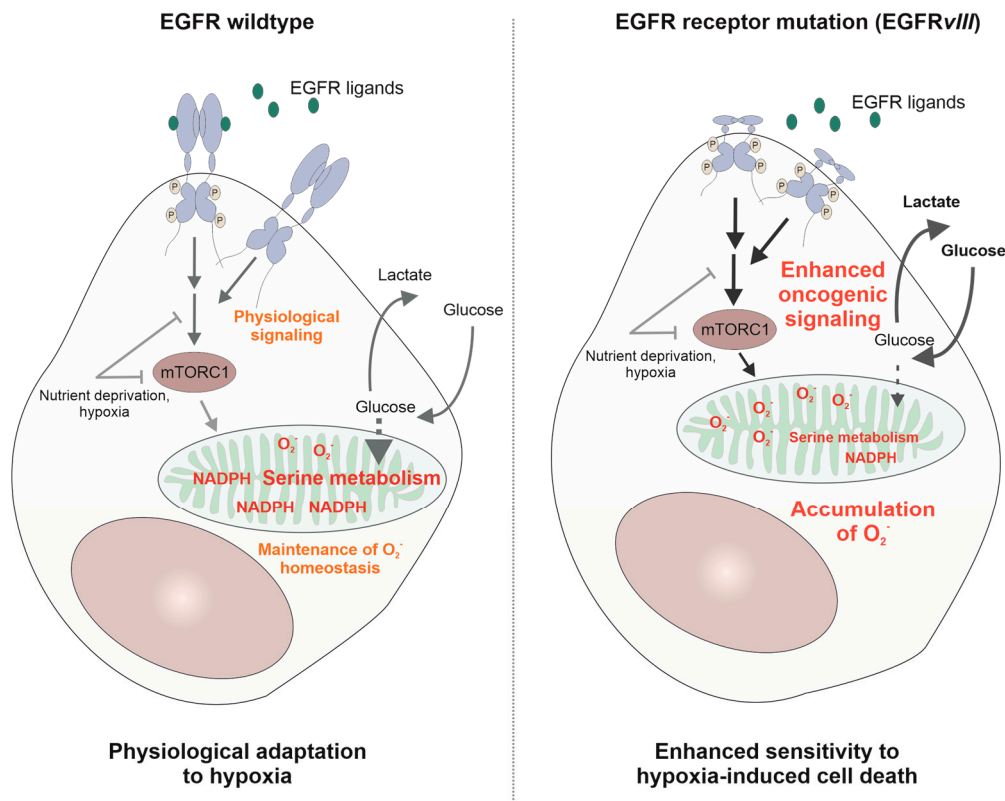 EGFR wildtype
EGFR ligands
P
P
P
P
P
Physiological
signaling
Lactate
Glucose
mTORC1
Nutrient deprivation,
hypoxia
Glucose
O2-
O2-
NADPH Serine metabolism
NADPH NADPH
Maintenance of O2-
homeostasis
Physiological adaptation
to hypoxia
EGFR receptor mutation (EGFRvIII)
EGFR ligands
P
P
P
P
P
P
P
P
Lactate
Glucose
Enhanced
oncogenic
signaling
mTORC1
Glucose
Nutrient deprivation,
hypoxia
O2-
O2-
O2-
O2-
O2-
Serine metabolism
NADPH
Accumulation
of O2-
Enhanced sensitivity to
hypoxia-induced cell death